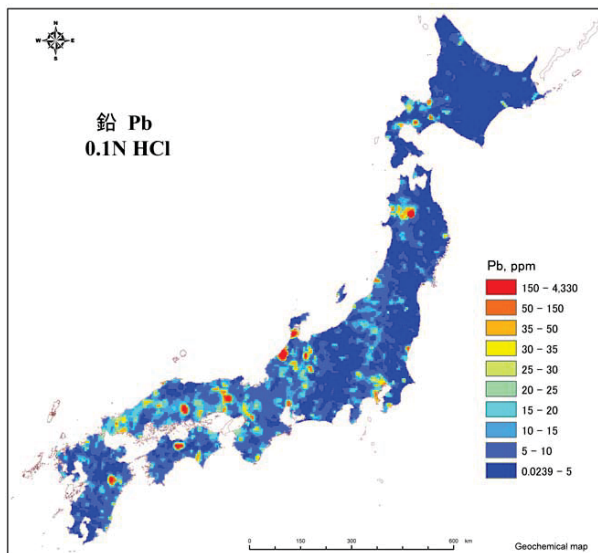 N
W E
S
鉛 Pb
0.1N HCl
Pb, ppm
150 – 4,330
50 – 150
35 – 50
30 – 35
25 – 30
20 – 25
15 – 20
10 – 15
5 – 10
0.0239 – 5
0 150 300 600 km
Geochemical map